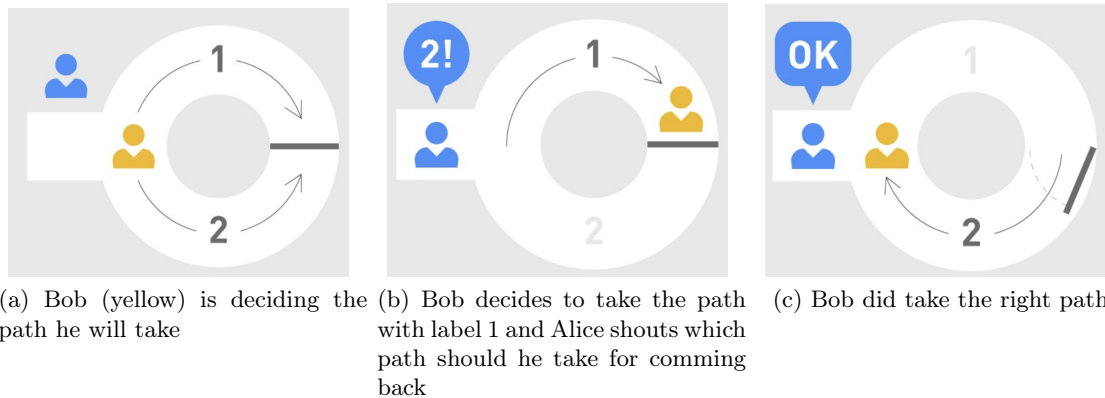 1
2
2!
1
2
OK
1
2
(a) Bob (yellow) is deciding the
path he will take
(b) Bob decides to take the path
with label 1 and Alice shouts which
path should he take for comming
back
(c) Bob did take the right path